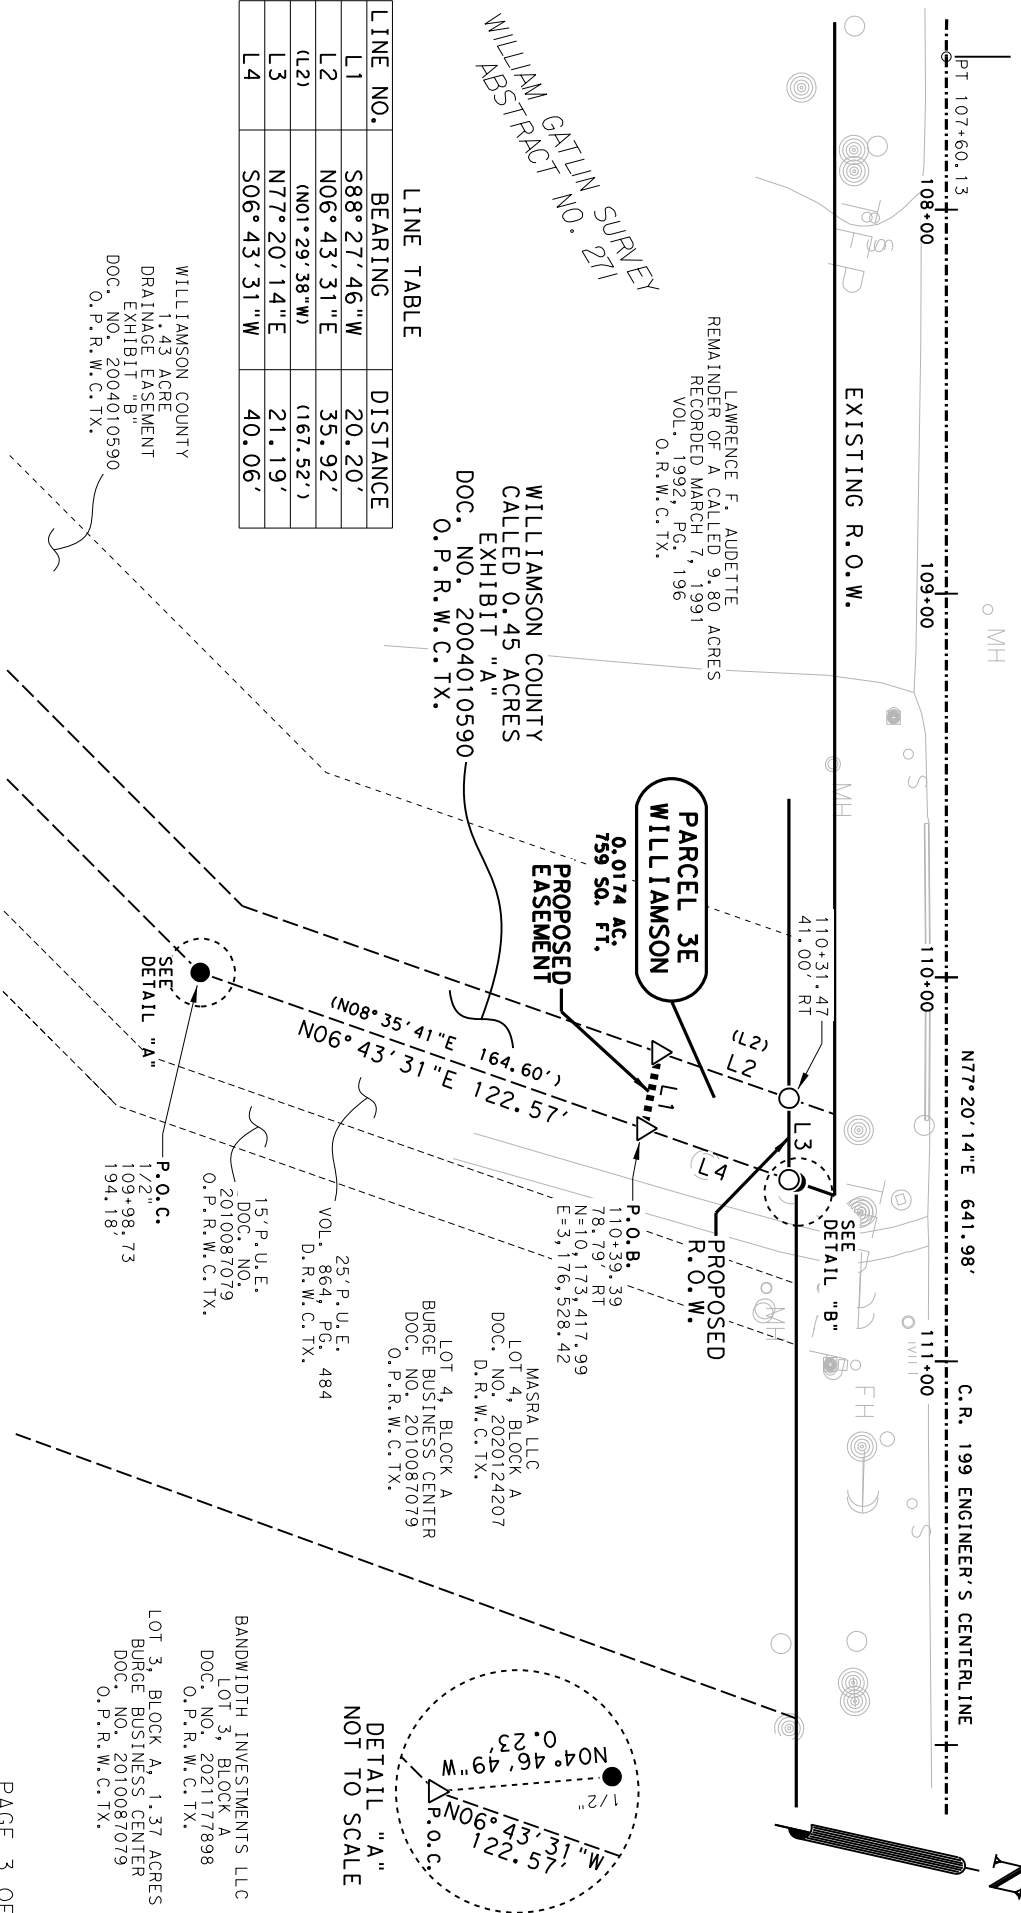 PT 107+60.13
108+00
109+00
110+00
111+00
N77°20'14"E 641.98'
C.R. 199 ENGINEER'S CENTERLINE
N
EXISTING R.O.W.
MH
S
MH
MH
FH
S
WILLIAM GATLIN SURVEY
ABSTRACT NO. 271
LAWRENCE F. AUDETTE
REMAINDER OF A CALLED 9.80 ACRES
RECORDED MARCH 7, 1991
VOL. 1992, PG. 196
O.R.W.C.TX.
110+31.47
41.00' RT
PARCEL 3E
WILLIAMSON
0.0174 AC.
759 SQ. FT.
PROPOSED
EASEMENT
WILLIAMSON COUNTY
CALLED 0.45 ACRES
EXHIBIT "A"
DOC. NO. 2004010590
O.P.R.W.C.TX.
(L2)
L2
L1
L3
L4
SEE
DETAIL "B"
PROPOSED
R.O.W.
P.O.B.
110+39.39
78.79' RT
N=10,173,417.99
E=3,176,528.42
(N08°35'41"E 164.60')
N06°43'31"E 122.57'
SEE
DETAIL "A"
P.O.C.
1/2"
109+98.73
194.18'
15'P.U.E.
DOC. NO.
2010087079
O.P.R.W.C.TX.
25'P.U.E.
VOL. 864, PG. 484
D.R.W.C.TX.
MASRA LLC
LOT 4, BLOCK A
DOC. NO. 2020124207
D.R.W.C.TX.
LOT 4, BLOCK A
BURGE BUSINESS CENTER
DOC. NO. 2010087079
O.P.R.W.C.TX.
LINE TABLE
LINE NO. BEARING DISTANCE
L1 S88°27'46"W 20.20'
L2 N06°43'31"E 35.92'
(L2) (N01°29'38"W) (167.52')
L3 N77°20'14"E 21.19'
L4 S06°43'31"W 40.06'
WILLIAMSON COUNTY
1.43 ACRE
DRAINAGE EASEMENT
EXHIBIT "B"
DOC. NO. 2004010590
O.P.R.W.C.TX.
1/2"
N04°46'49"W
0.23'
N06°43'31"W
122.57'
P.O.C.
DETAIL "A"
NOT TO SCALE
BANDWIDTH INVESTMENTS LLC
LOT 3, BLOCK A
DOC. NO. 2021177898
O.P.R.W.C.TX.
LOT 3, BLOCK A, 1.37 ACRES
BURGE BUSINESS CENTER
DOC. NO. 2010087079
O.P.R.W.C.TX.
PAGE 3 OF